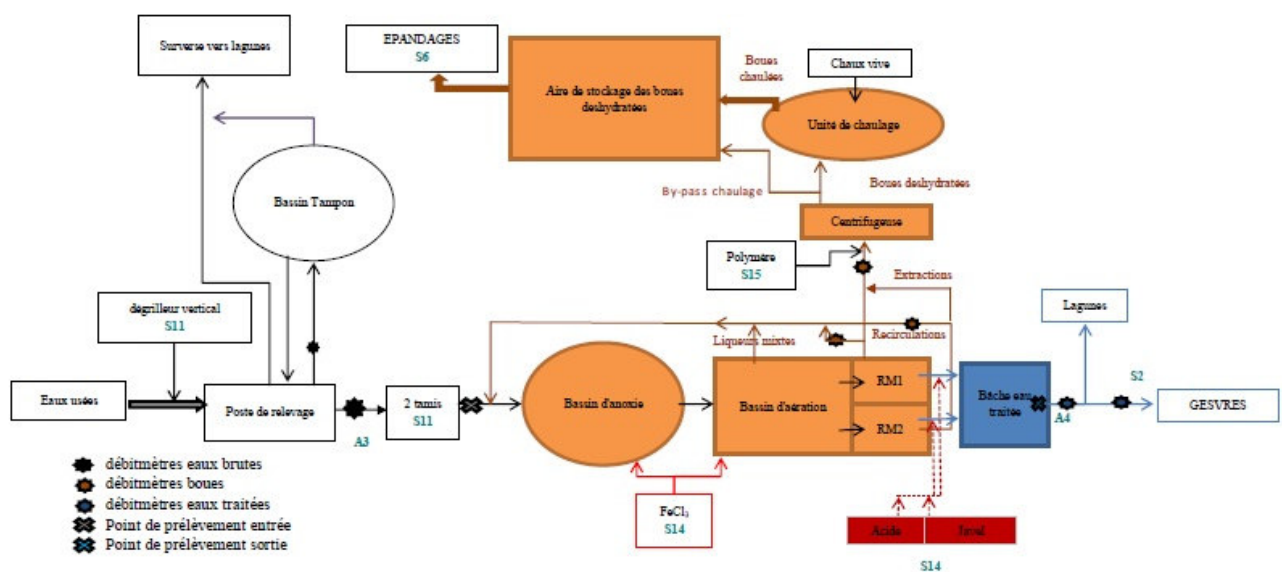 Surverse vers lagunes
EPANDAGES
S6
Boues
chaulées
Chaux vive
Aire de stockage des boues
deshydratées
Unité de chaulage
Bassin Tampon
By-pass chaulage
Boues deshydratées
Centrifugeuse
Polymère
S15
Extractions
dégrilleur vertical
S11
Lagunes
Liqueurs mixtes
Recirculations
Eaux usées
Poste de relevage
A3
2 tamis
S11
Bassin d'anoxie
Bassin d'aération
RM1
RM2
Bâche eau
traitée
A4
S2
GESVRES
débitmètres eaux brutes
débitmètres boues
débitmètres eaux traitées
Point de prélèvement entrée
Point de prélèvement sortie
FeCl3
S14
Acide
Javel
S14